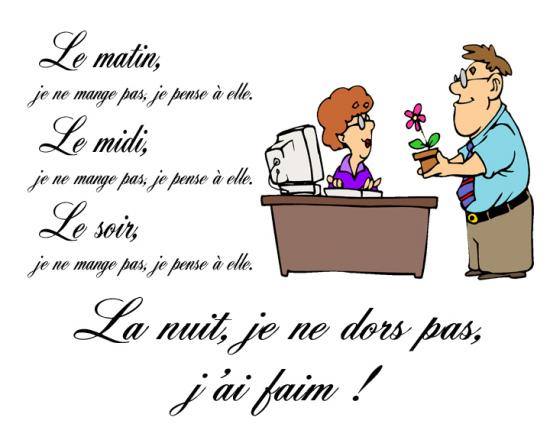 Le matin,
je ne mange pas, je pense à elle.
Le midi,
je ne mange pas, je pense à elle.
Le soir,
je ne mange pas, je pense à elle.
La nuit, je ne dors pas,
j'ai faim !